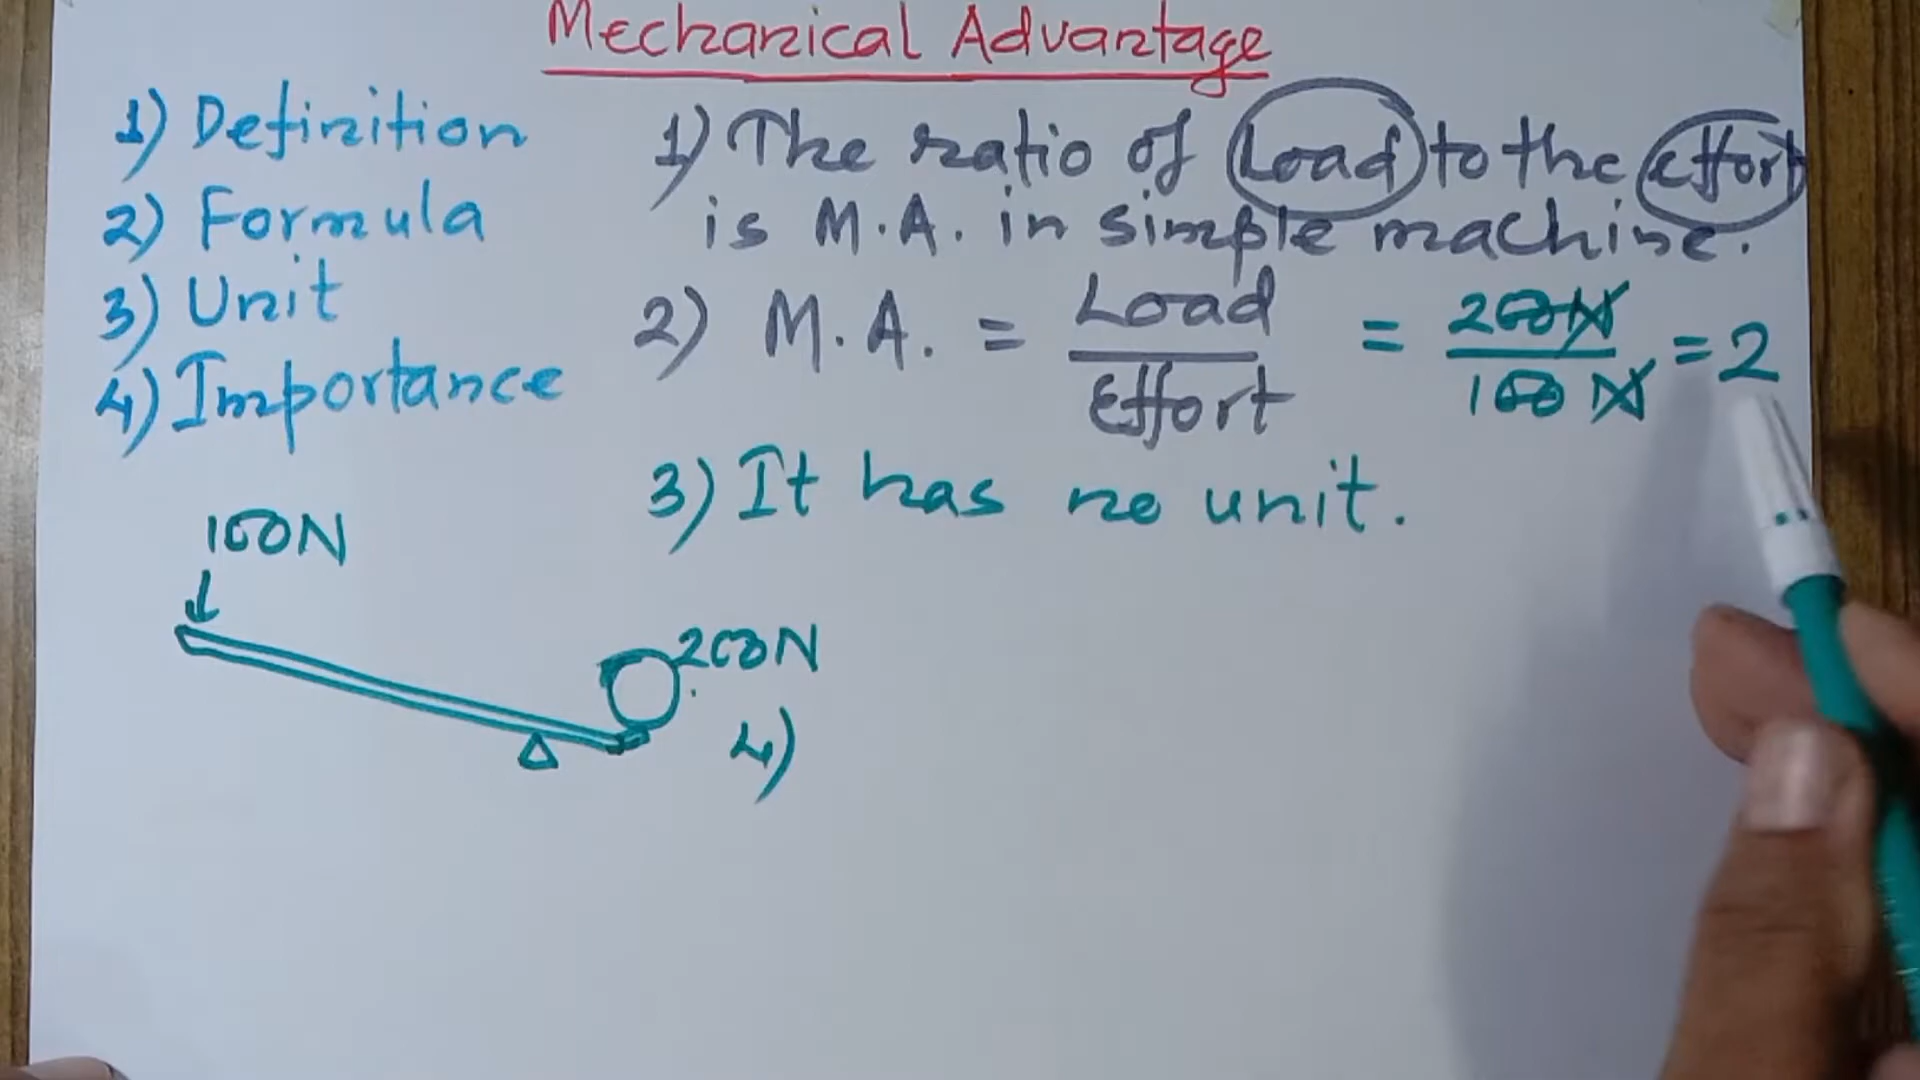 Mechanical Advantage
1) Definition
2) Formula
3) Unit
4) Importance
1) The ratio of Load to the effort
is M.A. in simple machine.
2) M.A. = Load / Effort = 200N / 100N = 2
3) It has no unit.
100N
200N
4)